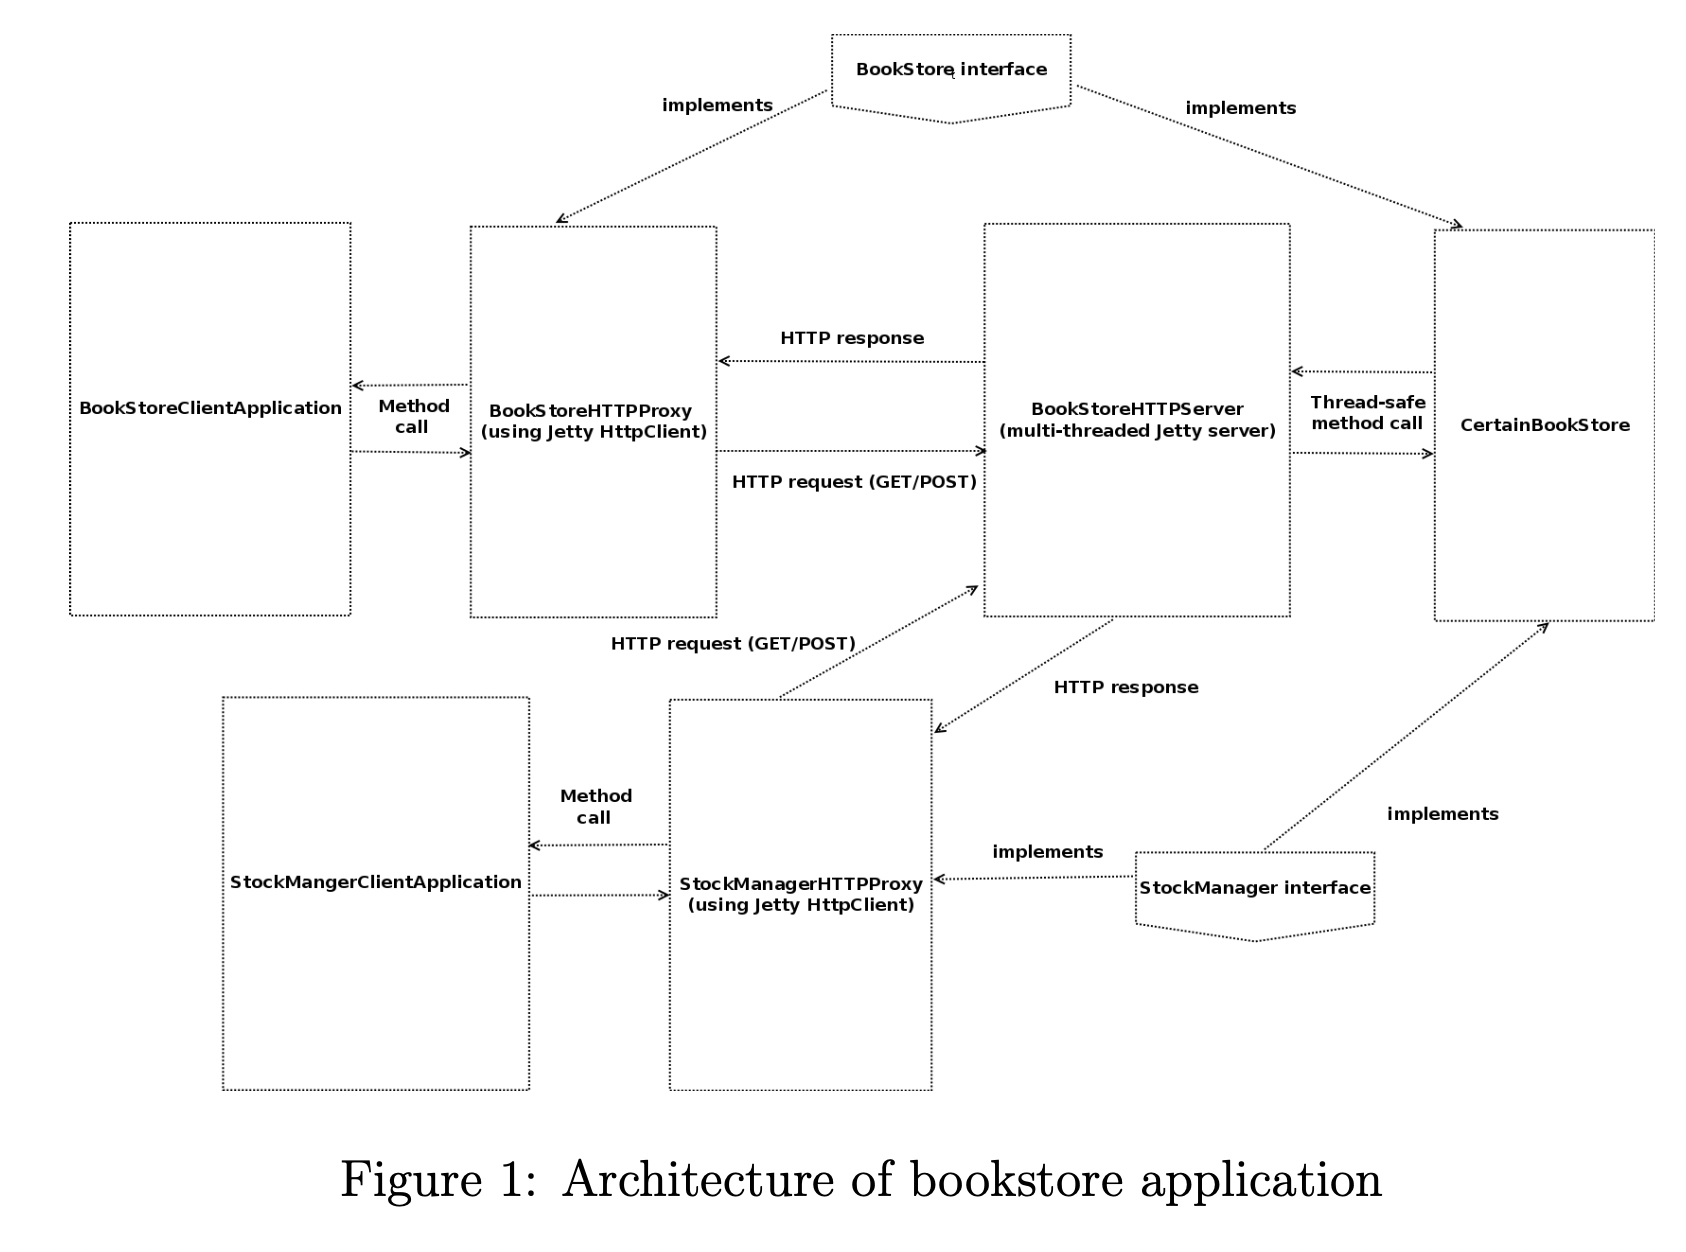 BookStore interface
implements
implements
HTTP response
BookStoreClientApplication
Method
call
BookStoreHTTPProxy
(using Jetty HttpClient)
BookStoreHTTPServer
(multi-threaded Jetty server)
Thread-safe
method call
CertainBookStore
HTTP request (GET/POST)
HTTP request (GET/POST)
HTTP response
Method
call
implements
implements
StockMangerClientApplication
StockManagerHTTPProxy
(using Jetty HttpClient)
StockManager interface
Figure 1: Architecture of bookstore application